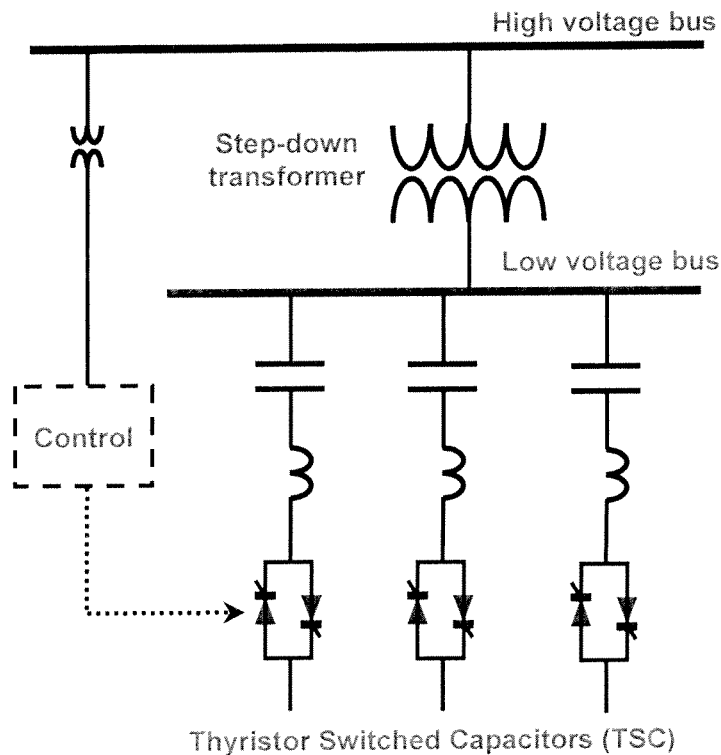 High voltage bus
Step-down
transformer
Low voltage bus
Control
Thyristor Switched Capacitors (TSC)